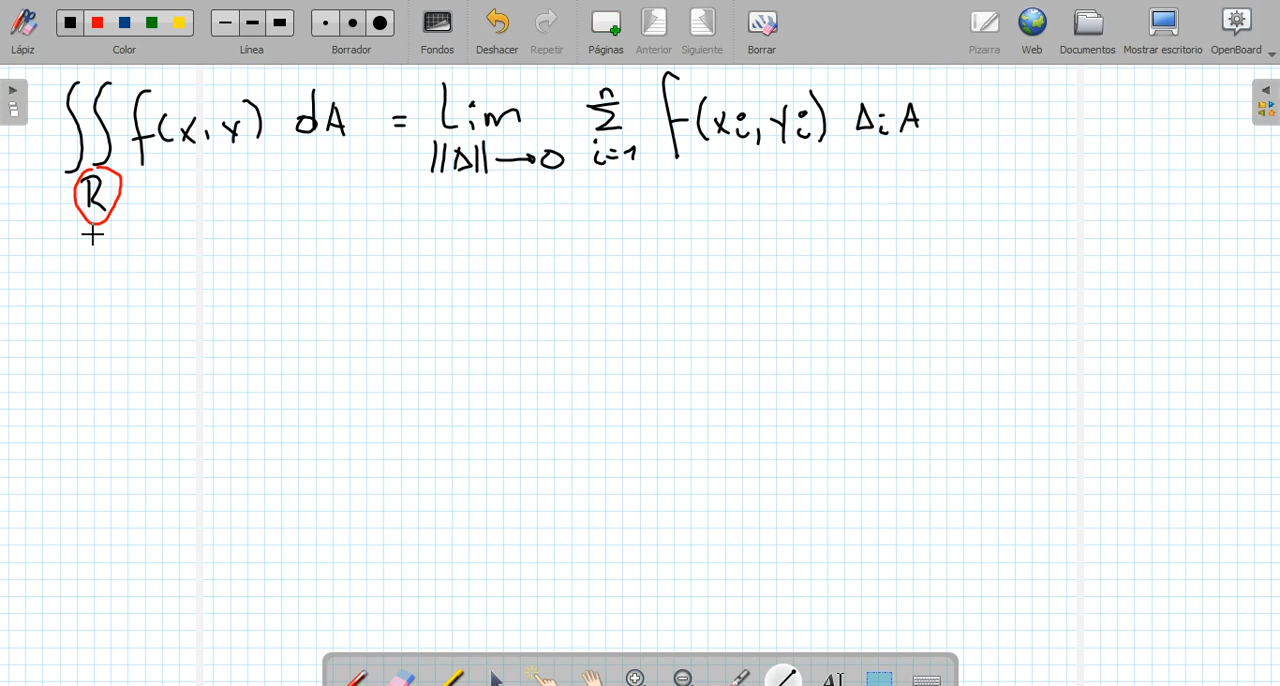 Lápiz Color Línea Borrador Fondos Deshacer Repetir Páginas Anterior Siguiente Borrar Pizarra Web Documentos Mostrar escritorio OpenBoard
∬ f(x,y) dA = Lim Σ f(xi, yi) Δi A
R ||Δ||→0 i=1 n